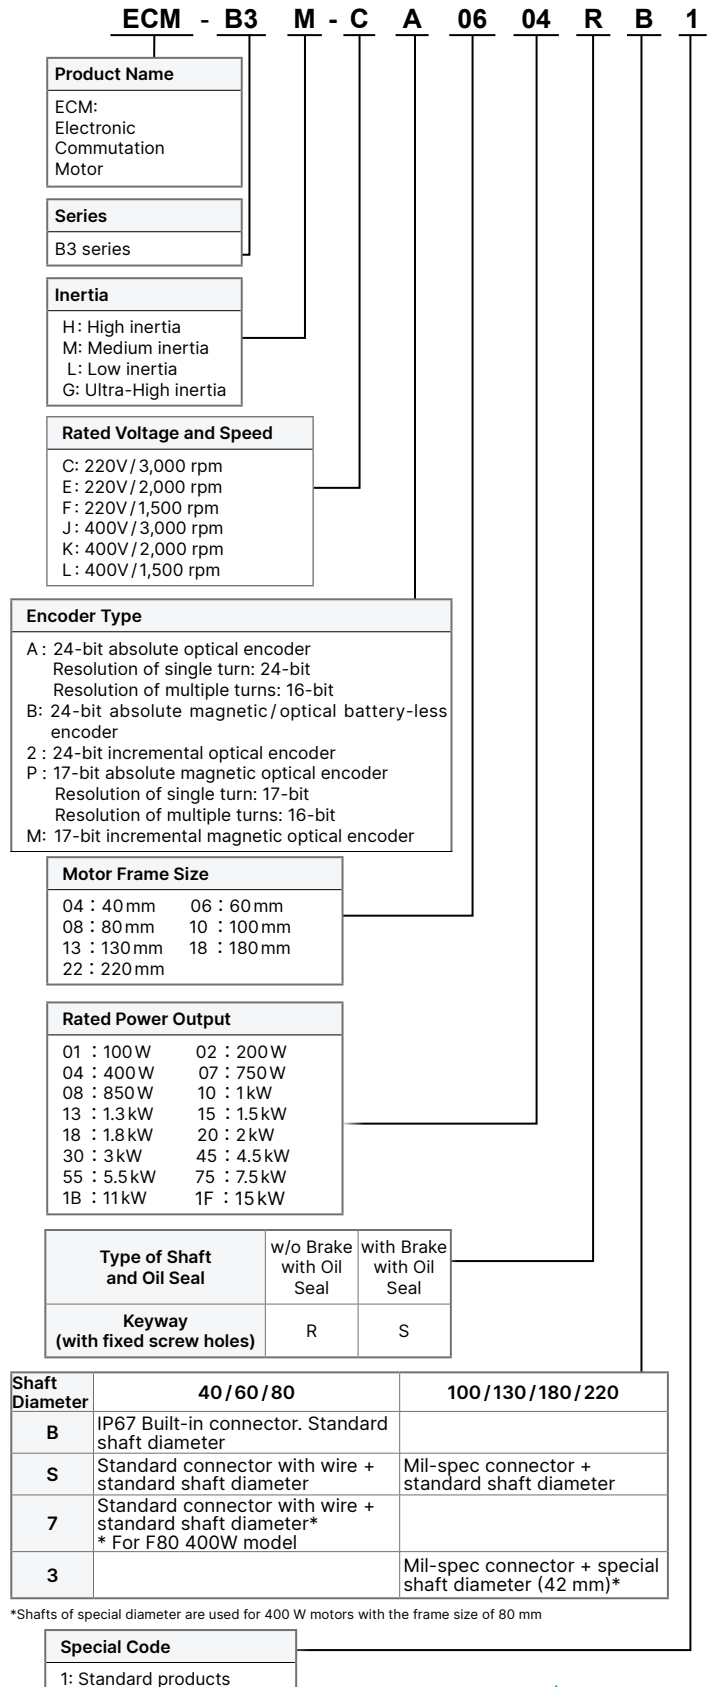 ECM - B3 M - C A 06 04 R B 1
Product Name
ECM:
Electronic
Commutation
Motor
Series
B3 series
Inertia
H: High inertia
M: Medium inertia
L: Low inertia
G: Ultra-High inertia
Rated Voltage and Speed
C: 220V/3,000 rpm
E: 220V/2,000 rpm
F: 220V/1,500 rpm
J: 400V/3,000 rpm
K: 400V/2,000 rpm
L: 400V/1,500 rpm
Encoder Type
A: 24-bit absolute optical encoder
Resolution of single turn: 24-bit
Resolution of multiple turns: 16-bit
B: 24-bit absolute magnetic/optical battery-less
encoder
2: 24-bit incremental optical encoder
P: 17-bit absolute magnetic optical encoder
Resolution of single turn: 17-bit
Resolution of multiple turns: 16-bit
M: 17-bit incremental magnetic optical encoder
Motor Frame Size
04 : 40mm 06 : 60mm
08 : 80mm 10 : 100mm
13 : 130mm 18 : 180mm
22 : 220mm
Rated Power Output
01 : 100W 02 : 200W
04 : 400W 07 : 750W
08 : 850W 10 : 1kW
13 : 1.3kW 15 : 1.5kW
18 : 1.8kW 20 : 2kW
30 : 3kW 45 : 4.5kW
55 : 5.5kW 75 : 7.5kW
1B : 11kW 1F : 15kW
Type of Shaft
and Oil Seal
w/o Brake
with Oil
Seal
with Brake
with Oil
Seal
Keyway
(with fixed screw holes)
R
S
Shaft
Diameter
40/60/80
100/130/180/220
B
IP67 Built-in connector. Standard
shaft diameter
S
Standard connector with wire +
standard shaft diameter
Mil-spec connector +
standard shaft diameter
7
Standard connector with wire +
standard shaft diameter*
* For F80 400W model
3
Mil-spec connector + special
shaft diameter (42 mm)*
*Shafts of special diameter are used for 400 W motors with the frame size of 80 mm
Special Code
1: Standard products